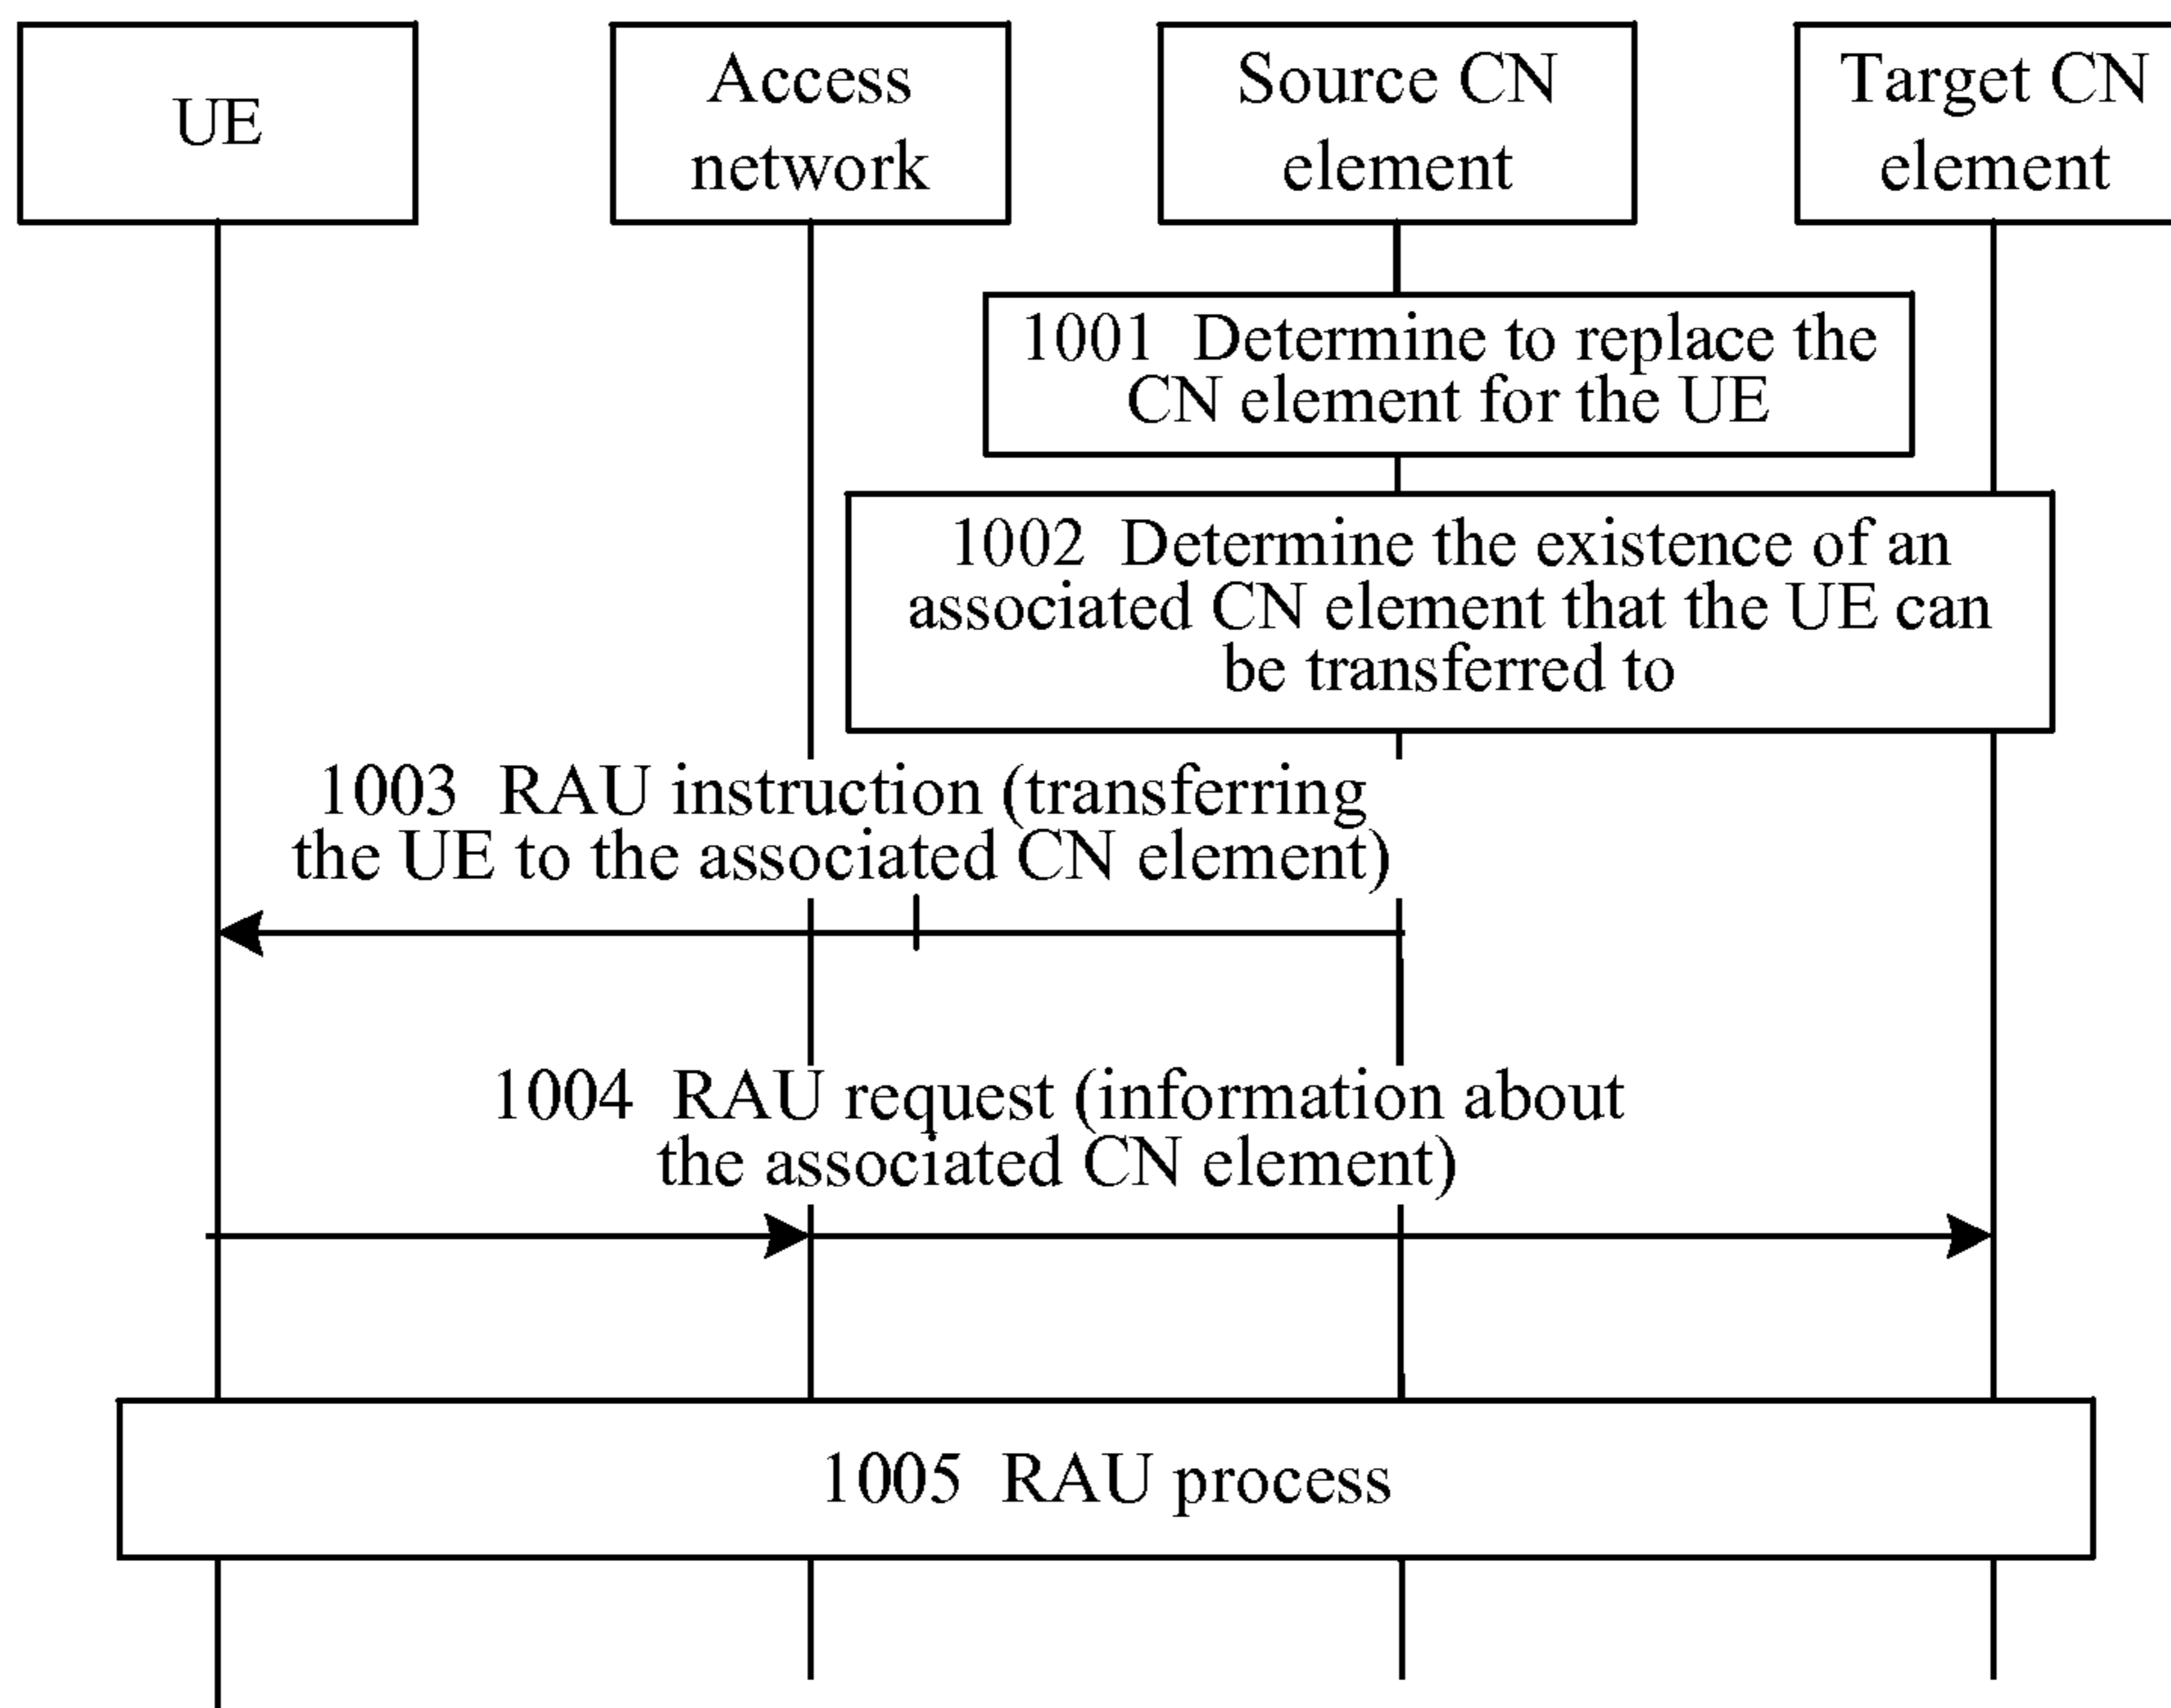 UE
Access
network
Source CN
element
Target CN
element
1001 Determine to replace the
CN element for the UE
1002 Determine the existence of an
associated CN element that the UE can
be transferred to
1003 RAU instruction (transferring
the UE to the associated CN element)
1004 RAU request (information about
the associated CN element)
1005 RAU process